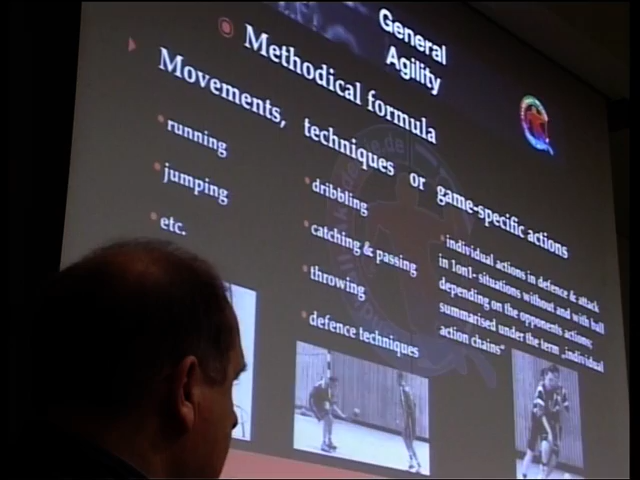 General
Agility
Methodical formula
Movements, techniques or game-specific actions
running
jumping
etc.
dribbling
catching & passing
throwing
defence techniques
individual actions in defence & attack
in 1on1- situations without and with ball
depending on the opponents actions;
summarised under the term „individual
action chains“